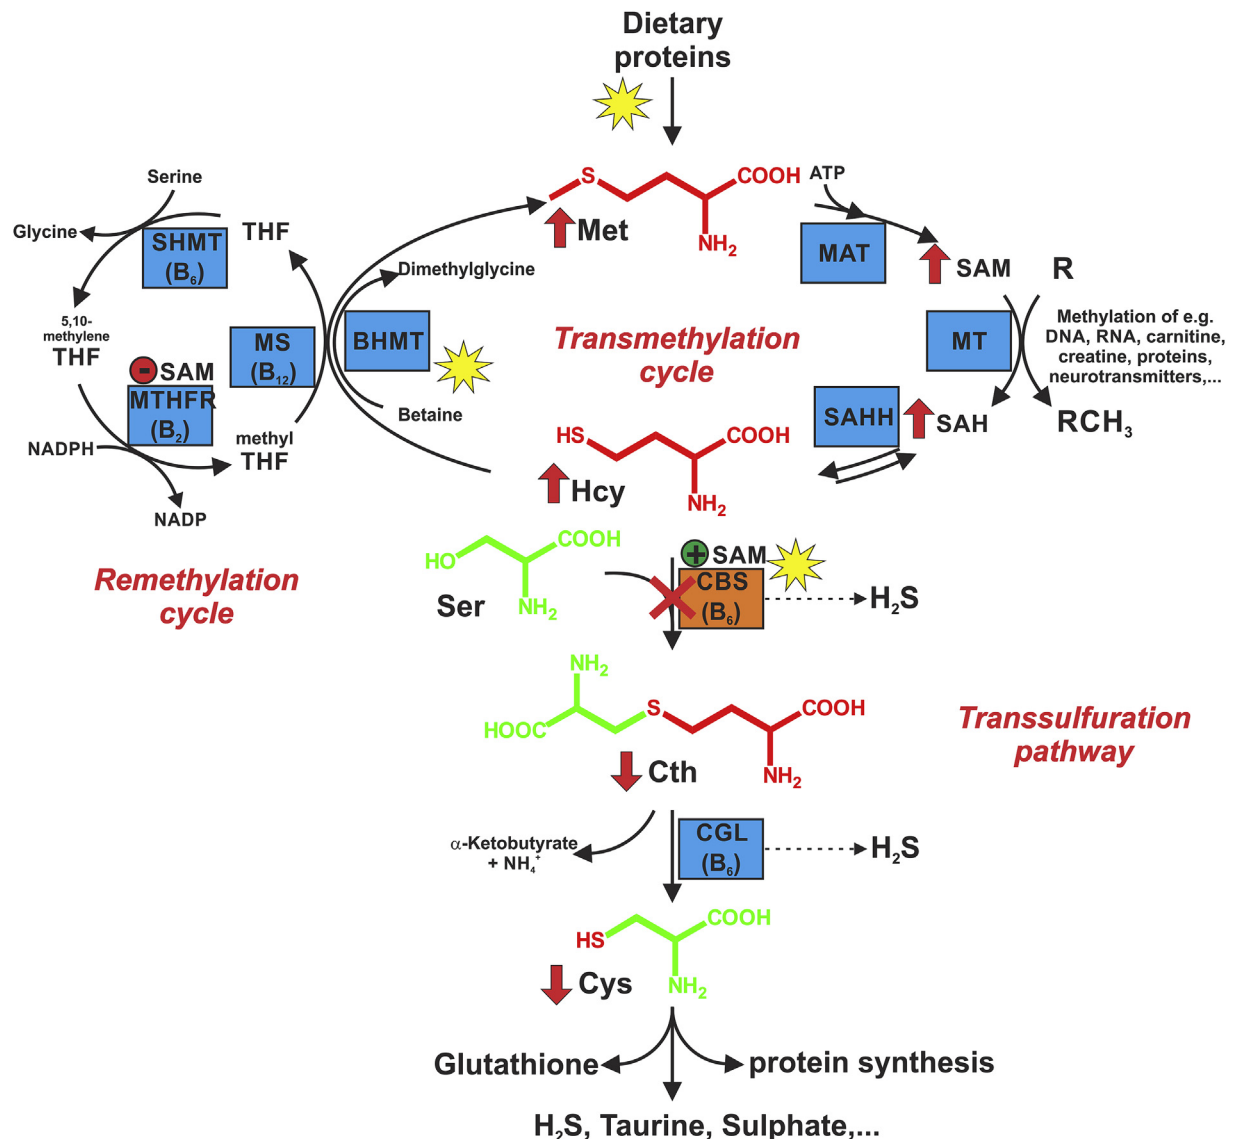 Dietary
proteins
S
COOH
NH₂
Met
ATP
MAT
SAM
R
Serine
Glycine
THF
SHMT
(B₆)
Dimethylglycine
5,10-
methylene
THF
MS
(B₁₂)
BHMT
Transmethylation
cycle
MT
Methylation of e.g.
DNA, RNA, carnitine,
creatine, proteins,
neurotransmitters,...
- SAM
MTHFR
(B₂)
Betaine
NADPH
methyl
THF
NADP
HS
COOH
NH₂
Hcy
SAHH
SAH
RCH₃
Remethylation
cycle
HO
COOH
NH₂
Ser
+ SAM
CBS
(B₆)
H₂S
NH₂
HOOC
S
COOH
NH₂
Cth
Transsulfuration
pathway
α-Ketobutyrate
+ NH₄⁺
CGL
(B₆)
H₂S
HS
COOH
NH₂
Cys
Glutathione
protein synthesis
H₂S, Taurine, Sulphate,...